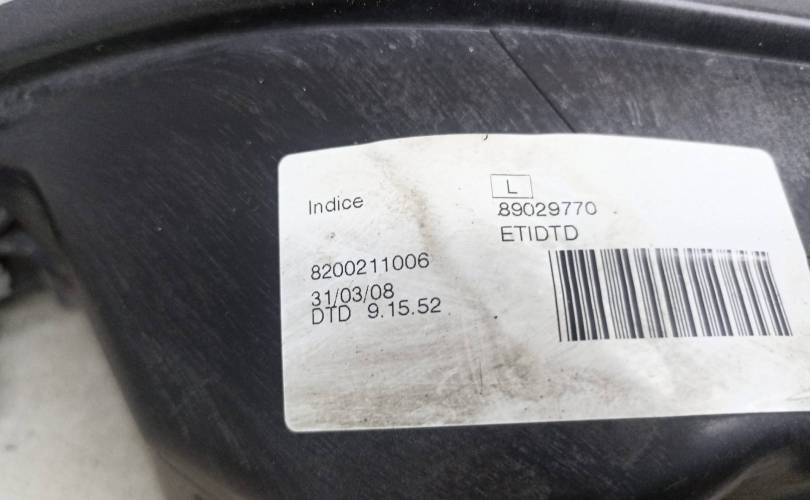 Indice
L
89029770
ETIDTD
8200211006
31/03/08
DTD 9.15.52